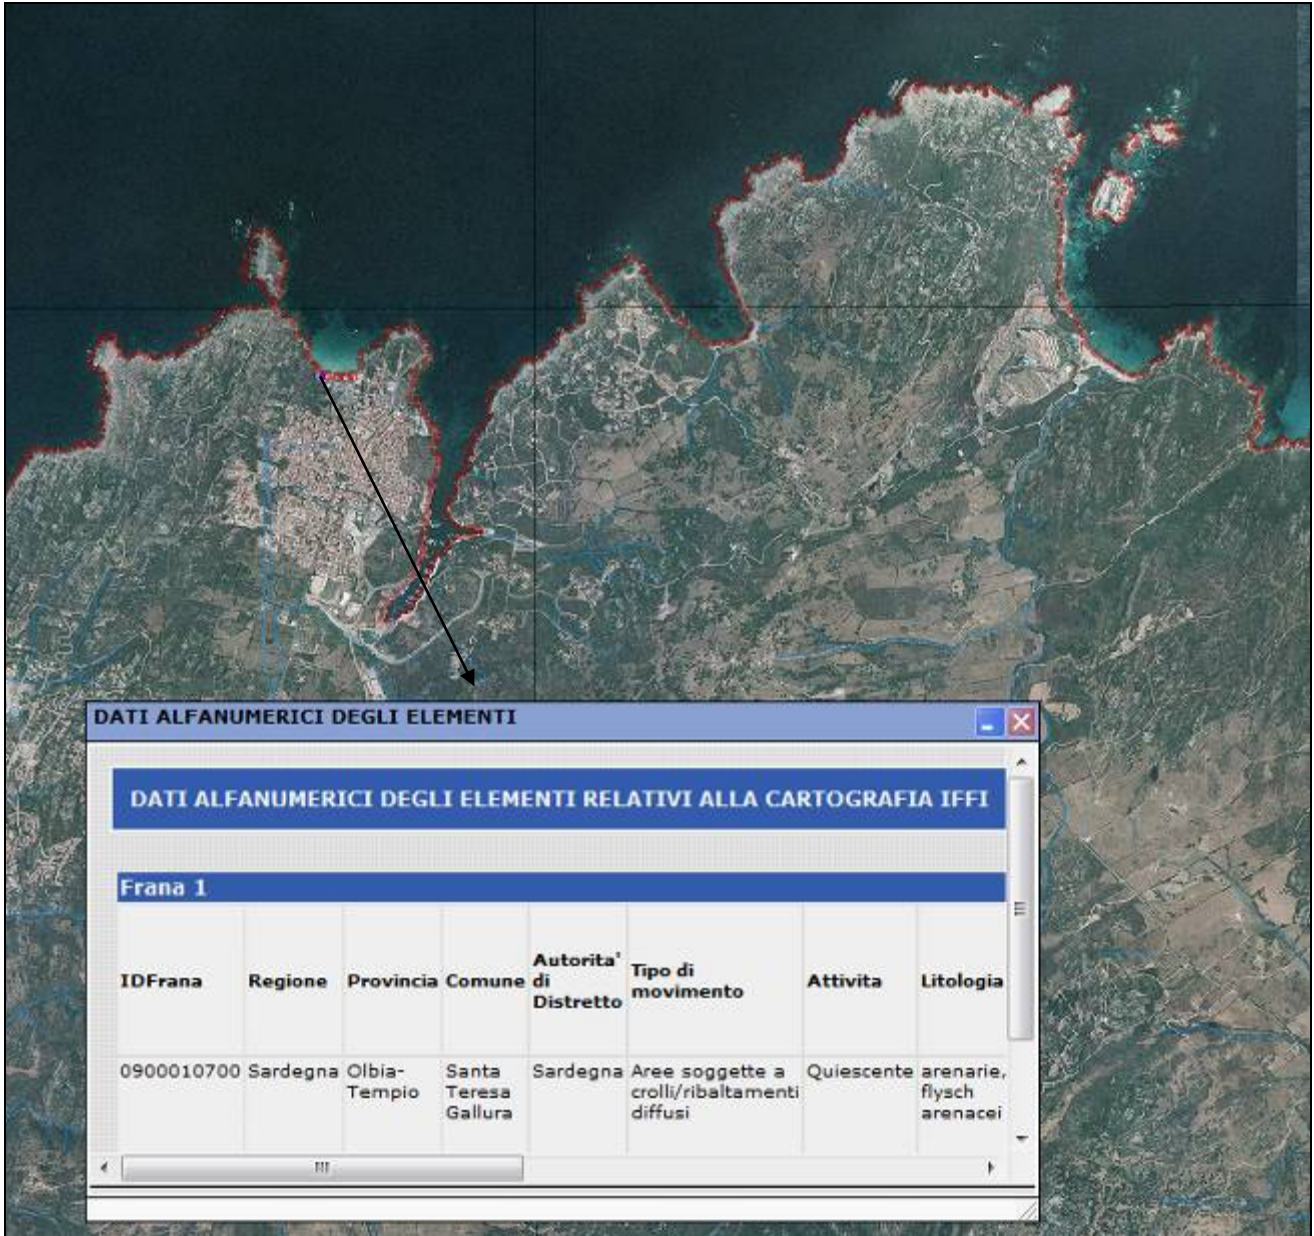 DATI ALFANUMERICI DEGLI ELEMENTI
DATI ALFANUMERICI DEGLI ELEMENTI RELATIVI ALLA CARTOGRAFIA IFFI
Frana 1
IDFrana Regione Provincia Comune Autorita' di Distretto Tipo di movimento Attivita Litologia
0900010700 Sardegna Olbia-Tempio Santa Teresa Gallura Sardegna Aree soggette a crolli/ribaltamenti diffusi Quiescente arenarie, flysch arenacei